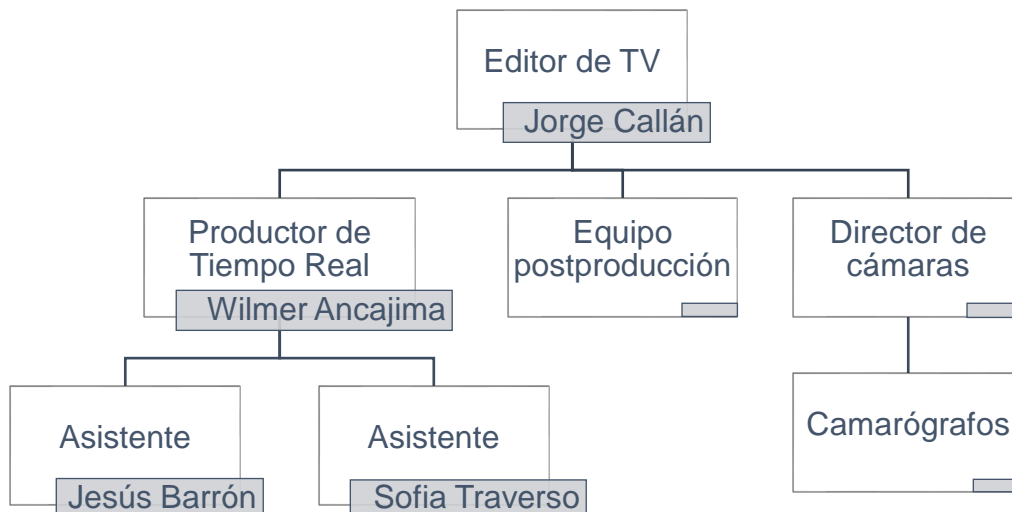 Editor de TV
Jorge Callán
Productor de
Tiempo Real
Wilmer Ancajima
Equipo
postproducción
Director de
cámaras
Asistente
Jesús Barrón
Asistente
Sofia Traverso
Camarógrafos